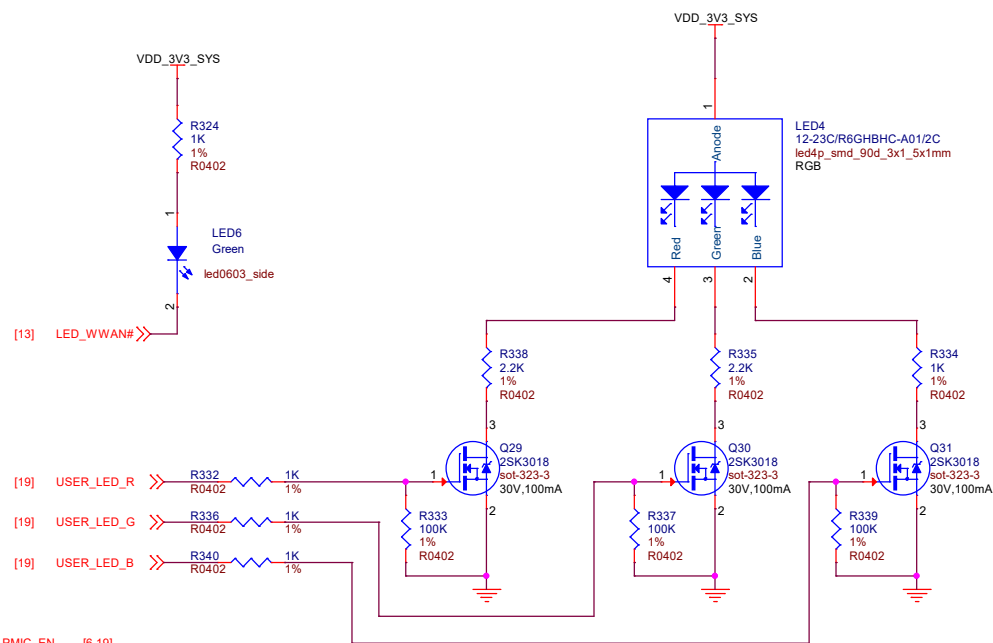 VDD_3V3_SYS
VDD_3V3_SYS
R324
1K
1%
R0402
1
LED6
Green
led0603_side
2
[13] LED_WWAN#
1
Anode
LED4
12-23C/R6GHBHC-A01/2C
led4p_smd_90d_3x1_5x1mm
RGB
Red
Green
Blue
4
3
2
R338
2.2K
1%
R0402
R335
2.2K
1%
R0402
R334
1K
1%
R0402
3
Q29
2SK3018
sot-323-3
30V,100mA
1
2
3
Q30
2SK3018
sot-323-3
30V,100mA
1
2
3
Q31
2SK3018
sot-323-3
30V,100mA
1
2
[19] USER_LED_R
R332 1K
R0402 1%
[19] USER_LED_G
R336 1K
R0402 1%
[19] USER_LED_B
R340 1K
R0402 1%
R333
100K
1%
R0402
R337
100K
1%
R0402
R339
100K
1%
R0402
PMIC_EN [6,19]